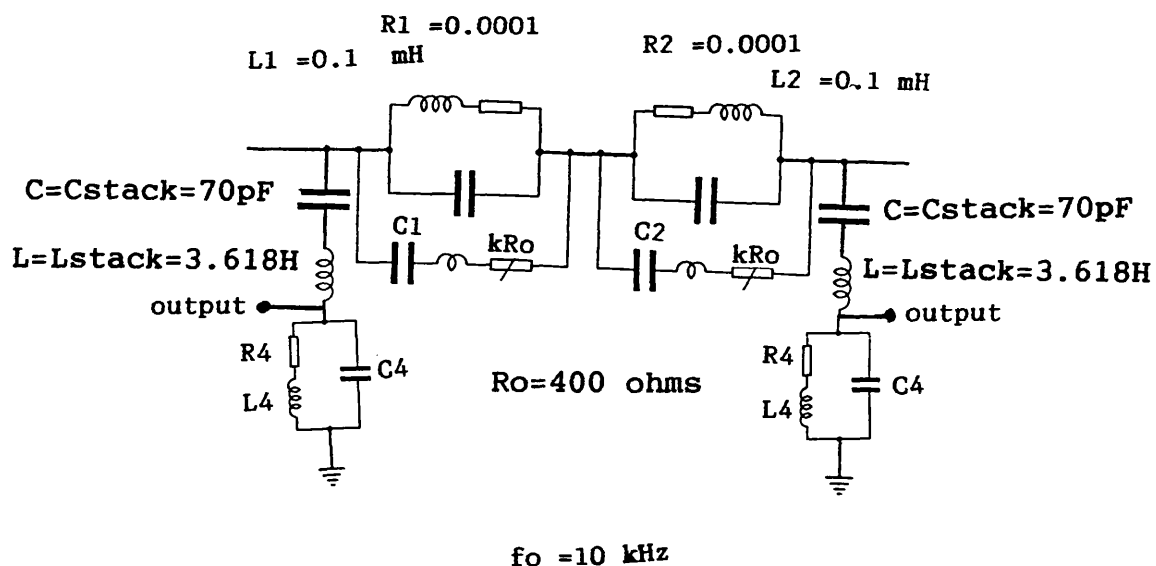 R1 =0.0001
L1 =0.1 mH
R2 =0.0001
L2 =0.1 mH
C=Cstack=70pF
C=Cstack=70pF
C1
kRo
C2
kRo
L=Lstack=3.618H
L=Lstack=3.618H
output
output
R4
C4
L4
Ro=400 ohms
R4
C4
L4
fo =10 kHz